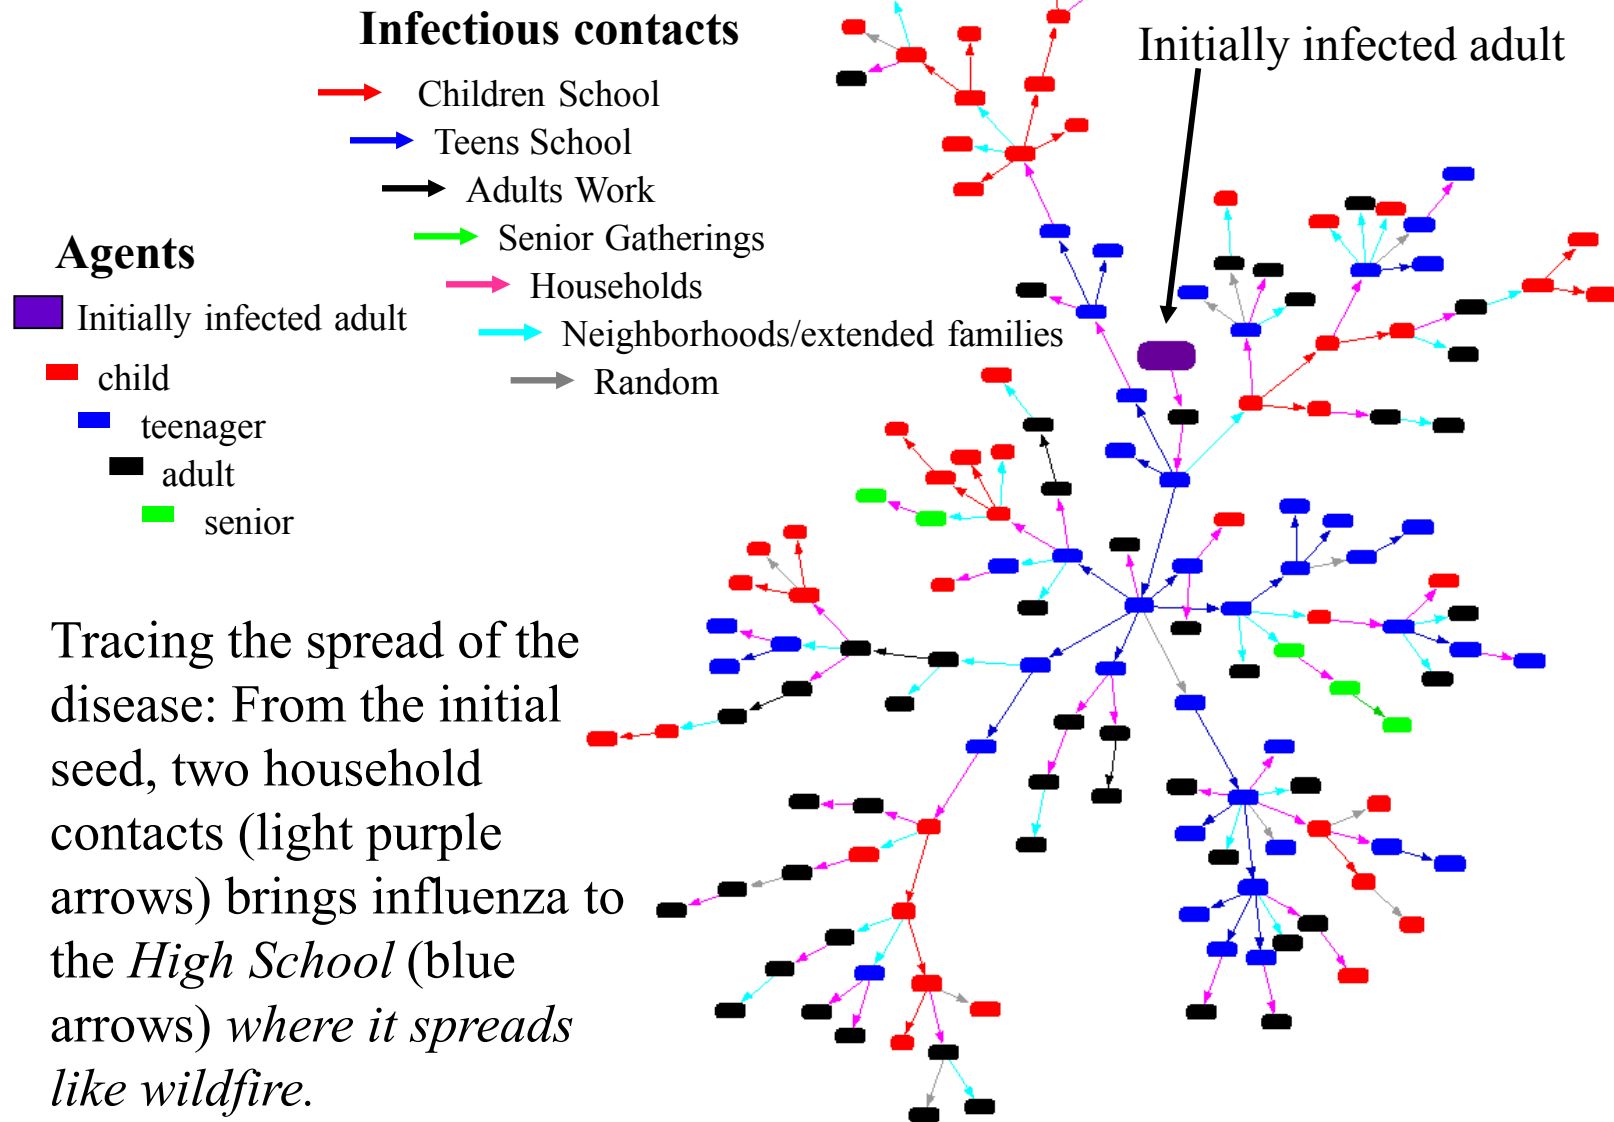 Infectious contacts
Initially infected adult
Children School
Teens School
Adults Work
Senior Gatherings
Households
Neighborhoods/extended families
Random
Agents
Initially infected adult
child
teenager
adult
senior
Tracing the spread of the
disease: From the initial
seed, two household
contacts (light purple
arrows) brings influenza to
the High School (blue
arrows) where it spreads
like wildfire.